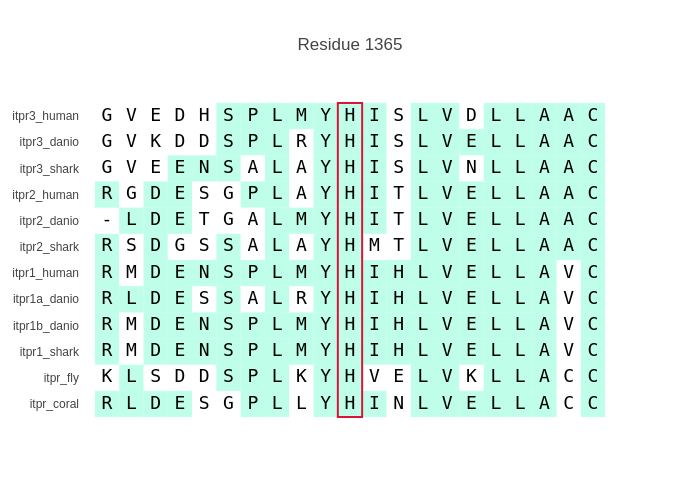 Residue 1365
itpr3_human G V E D H S P L M Y H I S L V D L L A A C
itpr3_danio G V K D D S P L R Y H I S L V E L L A A C
itpr3_shark G V E E N S A L A Y H I S L V N L L A A C
itpr2_human R G D E S G P L A Y H I T L V E L L A A C
itpr2_danio - L D E T G A L M Y H I T L V E L L A A C
itpr2_shark R S D G S S A L A Y H M T L V E L L A A C
itpr1_human R M D E N S P L M Y H I H L V E L L A V C
itpr1a_danio R L D E S S A L R Y H I H L V E L L A V C
itpr1b_danio R M D E N S P L M Y H I H L V E L L A V C
itpr1_shark R M D E N S P L M Y H I H L V E L L A V C
itpr_fly K L S D D S P L K Y H V E L V K L L A C C
itpr_coral R L D E S G P L L Y H I N L V E L L A C C